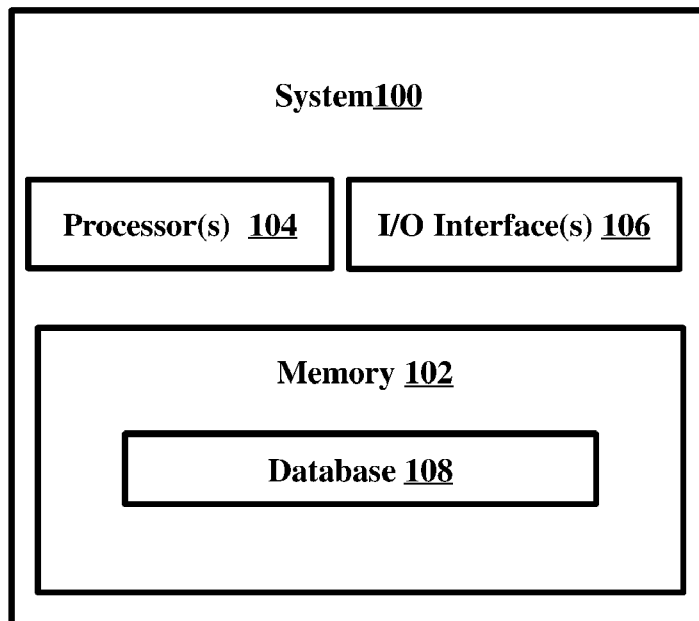 System100
Processor(s) 104
I/O Interface(s) 106
Memory 102
Database 108